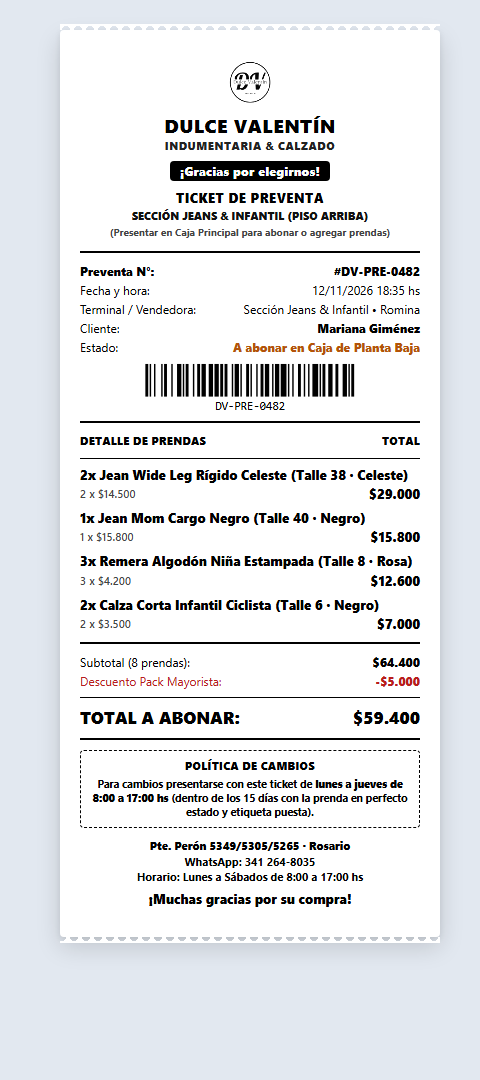 DV
DULCE VALENTÍN
INDUMENTARIA & CALZADO
¡Gracias por elegirnos!
TICKET DE PREVENTA
SECCIÓN JEANS & INFANTIL (PISO ARRIBA)
(Presentar en Caja Principal para abonar o agregar prendas)
Preventa N°: #DV-PRE-0482
Fecha y hora: 12/11/2026 18:35 hs
Terminal / Vendedora: Sección Jeans & Infantil • Romina
Cliente: Mariana Giménez
Estado: A abonar en Caja de Planta Baja
DV-PRE-0482
DETALLE DE PRENDAS TOTAL
2x Jean Wide Leg Rígido Celeste (Talle 38 · Celeste)
2 x $14.500 $29.000
1x Jean Mom Cargo Negro (Talle 40 · Negro)
1 x $15.800 $15.800
3x Remera Algodón Niña Estampada (Talle 8 · Rosa)
3 x $4.200 $12.600
2x Calza Corta Infantil Ciclista (Talle 6 · Negro)
2 x $3.500 $7.000
Subtotal (8 prendas): $64.400
Descuento Pack Mayorista: -$5.000
TOTAL A ABONAR: $59.400
POLÍTICA DE CAMBIOS
Para cambios presentarse con este ticket de lunes a jueves de
8:00 a 17:00 hs (dentro de los 15 días con la prenda en perfecto
estado y etiqueta puesta).
Pte. Perón 5349/5305/5265 · Rosario
WhatsApp: 341 264-8035
Horario: Lunes a Sábados de 8:00 a 17:00 hs
¡Muchas gracias por su compra!